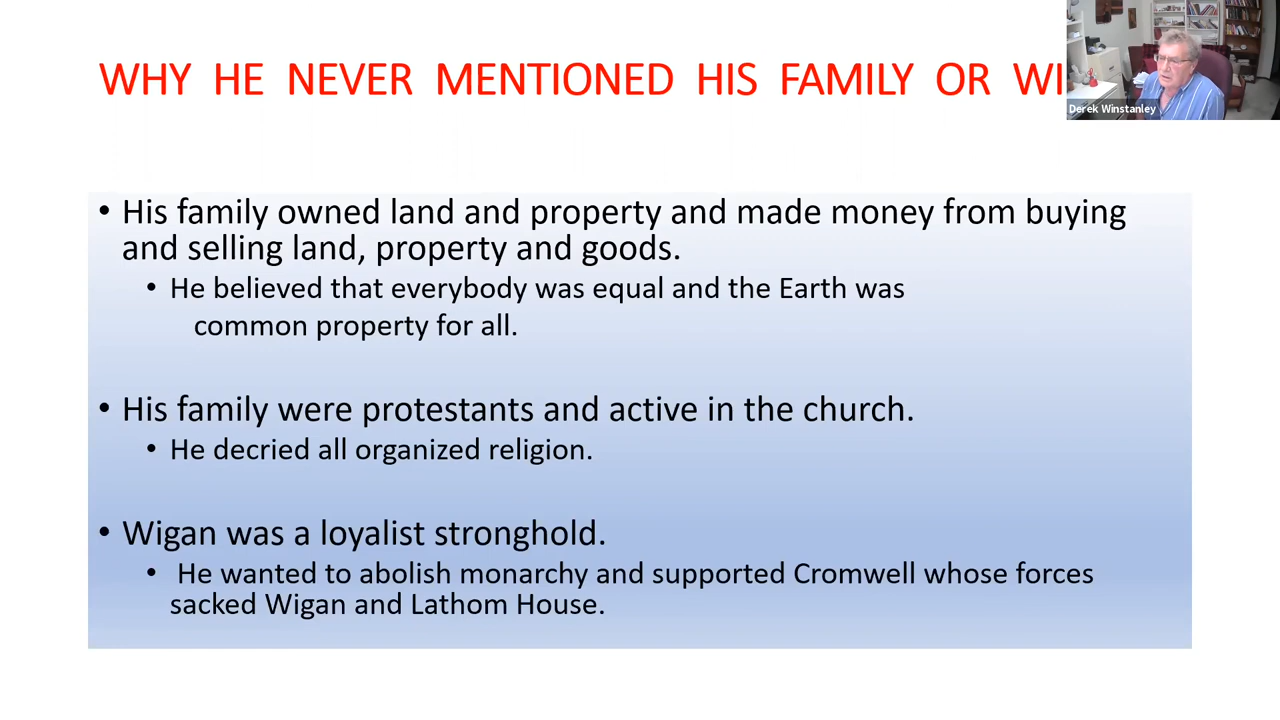 WHY HE NEVER MENTIONED HIS FAMILY OR
Derek Winstanley
• His family owned land and property and made money from buying
and selling land, property and goods.
• He believed that everybody was equal and the Earth was
common property for all.
• His family were protestants and active in the church.
• He decried all organized religion.
• Wigan was a loyalist stronghold.
• He wanted to abolish monarchy and supported Cromwell whose forces
sacked Wigan and Lathom House.